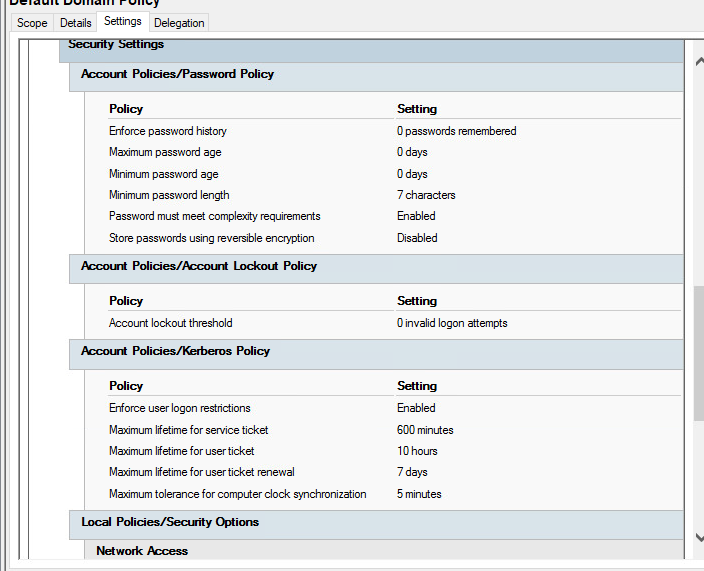 Default Domain Policy
Scope Details Settings Delegation
Security Settings
Account Policies/Password Policy
Policy Setting
Enforce password history 0 passwords remembered
Maximum password age 0 days
Minimum password age 0 days
Minimum password length 7 characters
Password must meet complexity requirements Enabled
Store passwords using reversible encryption Disabled
Account Policies/Account Lockout Policy
Policy Setting
Account lockout threshold 0 invalid logon attempts
Account Policies/Kerberos Policy
Policy Setting
Enforce user logon restrictions Enabled
Maximum lifetime for service ticket 600 minutes
Maximum lifetime for user ticket 10 hours
Maximum lifetime for user ticket renewal 7 days
Maximum tolerance for computer clock synchronization 5 minutes
Local Policies/Security Options
Network Access